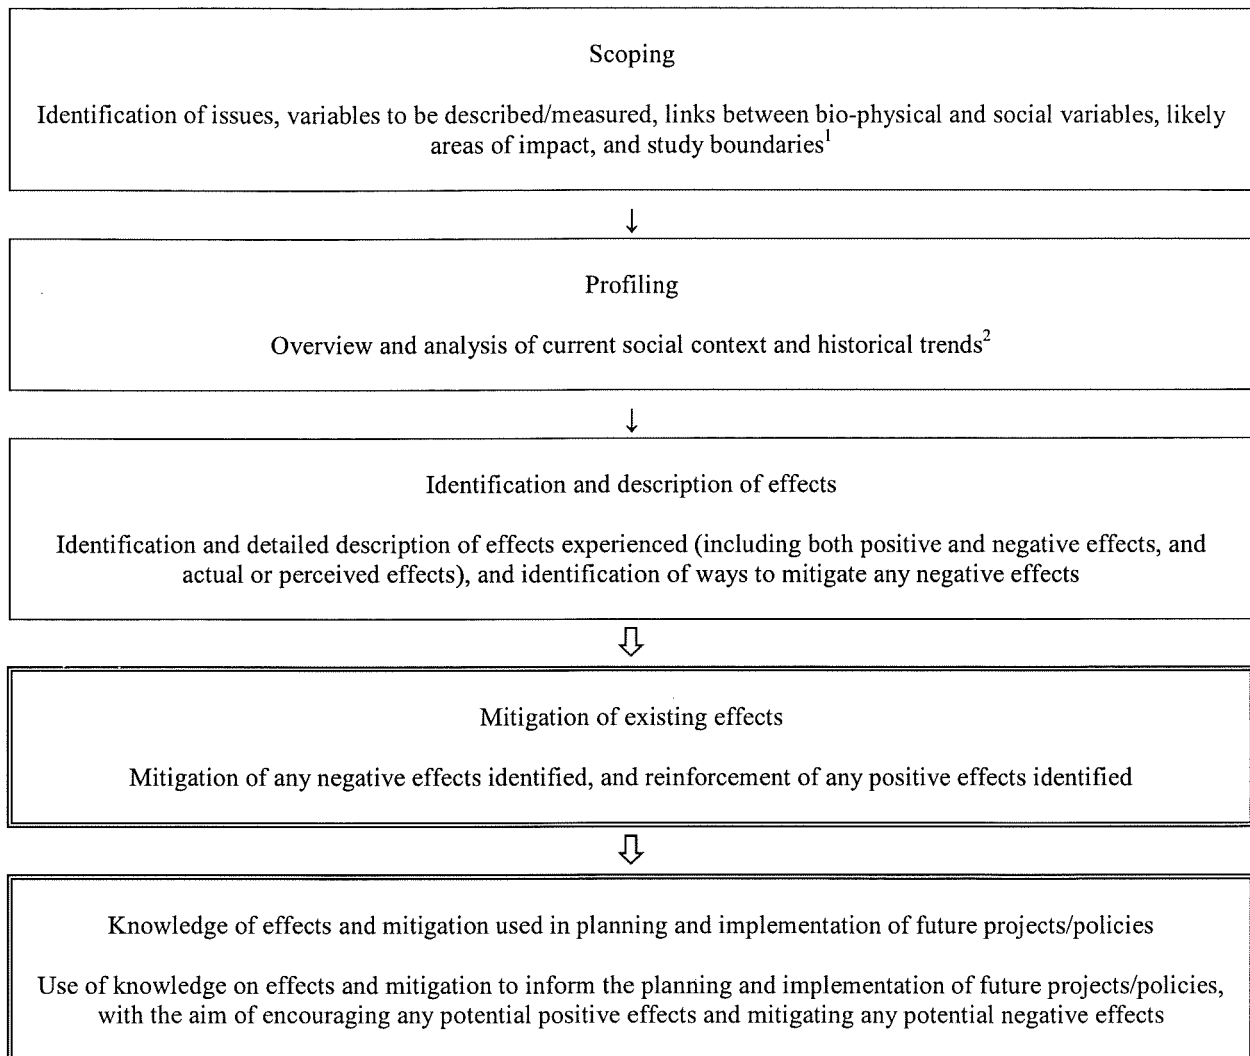 Scoping
Identification of issues, variables to be described/measured, links between bio-physical and social variables, likely
areas of impact, and study boundaries¹
↓
Profiling
Overview and analysis of current social context and historical trends²
↓
Identification and description of effects
Identification and detailed description of effects experienced (including both positive and negative effects, and
actual or perceived effects), and identification of ways to mitigate any negative effects
⇩
Mitigation of existing effects
Mitigation of any negative effects identified, and reinforcement of any positive effects identified
⇩
Knowledge of effects and mitigation used in planning and implementation of future projects/policies
Use of knowledge on effects and mitigation to inform the planning and implementation of future projects/policies,
with the aim of encouraging any potential positive effects and mitigating any potential negative effects